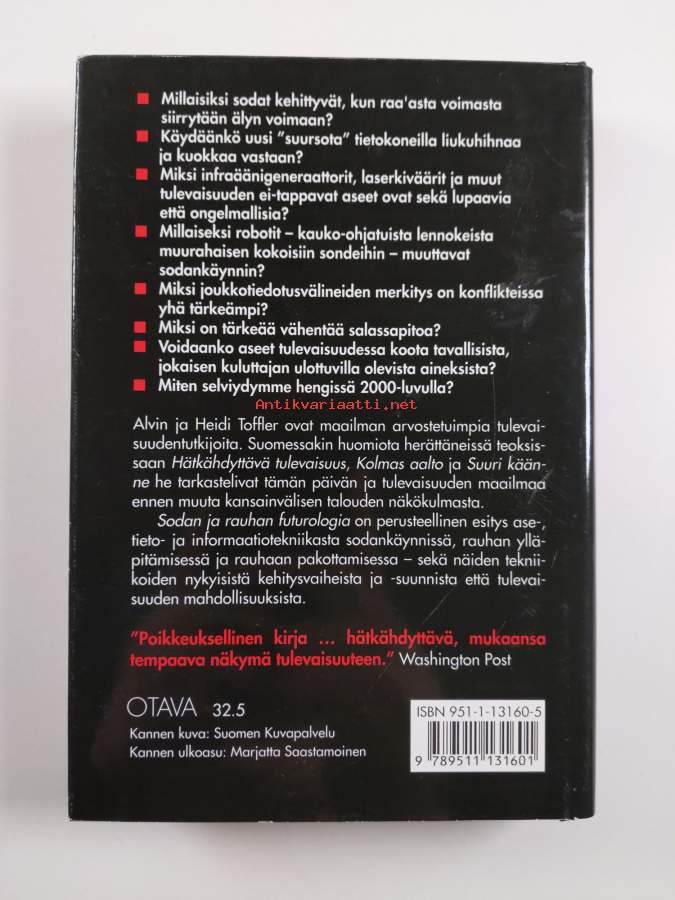 Millaisiksi sodat kehittyvät, kun raa'asta voimasta
siirrytään älyn voimaan?
Käydäänkö uusi "suursota" tietokoneilla liukuhihnaa
ja kuokkaa vastaan?
Miksi infraäänigeneraattorit, laserkiväärit ja muut
tulevaisuuden ei-tappavat aseet ovat sekä lupaavia
että ongelmallisia?
Millaiseksi robotit – kauko-ohjatuista lennokeista
muurahaisen kokoisiin sondeihin – muuttavat
sodankäynnin?
Miksi joukkotiedotusvälineiden merkitys on konflikteissa
yhä tärkeämpi?
Miksi on tärkeää vähentää salassapitoa?
Voidaanko aseet tulevaisuudessa koota tavallisista,
jokaisen kuluttajan ulottuvilla olevista aineksista?
Miten selviydymme hengissä 2000-luvulla?
Antikvariaatti.net
Alvin ja Heidi Toffler ovat maailman arvostetuimpia tulevai-
suudentutkijoita. Suomessakin huomiota herättäneissä teoksis-
saan Hätkähdyttävä tulevaisuus, Kolmas aalto ja Suuri kään-
ne he tarkastelivat tämän päivän ja tulevaisuuden maailmaa
ennen muuta kansainvälisen talouden näkökulmasta.
Sodan ja rauhan futurologia on perusteellinen esitys ase-,
tieto- ja informaatiotekniikasta sodankäynnissä, rauhan yllä-
pitämisessä ja rauhaan pakottamisessa – sekä näiden teknii-
koiden nykyisistä kehitysvaiheista ja -suunnista että tulevai-
suuden mahdollisuuksista.
"Poikkeuksellinen kirja ... hätkähdyttävä, mukaansa
tempaava näkymä tulevaisuuteen." Washington Post
OTAVA 32.5
Kannen kuva: Suomen Kuvapalvelu
Kannen ulkoasu: Marjatta Saastamoinen
ISBN 951-1-13160-5
9 789511 131601